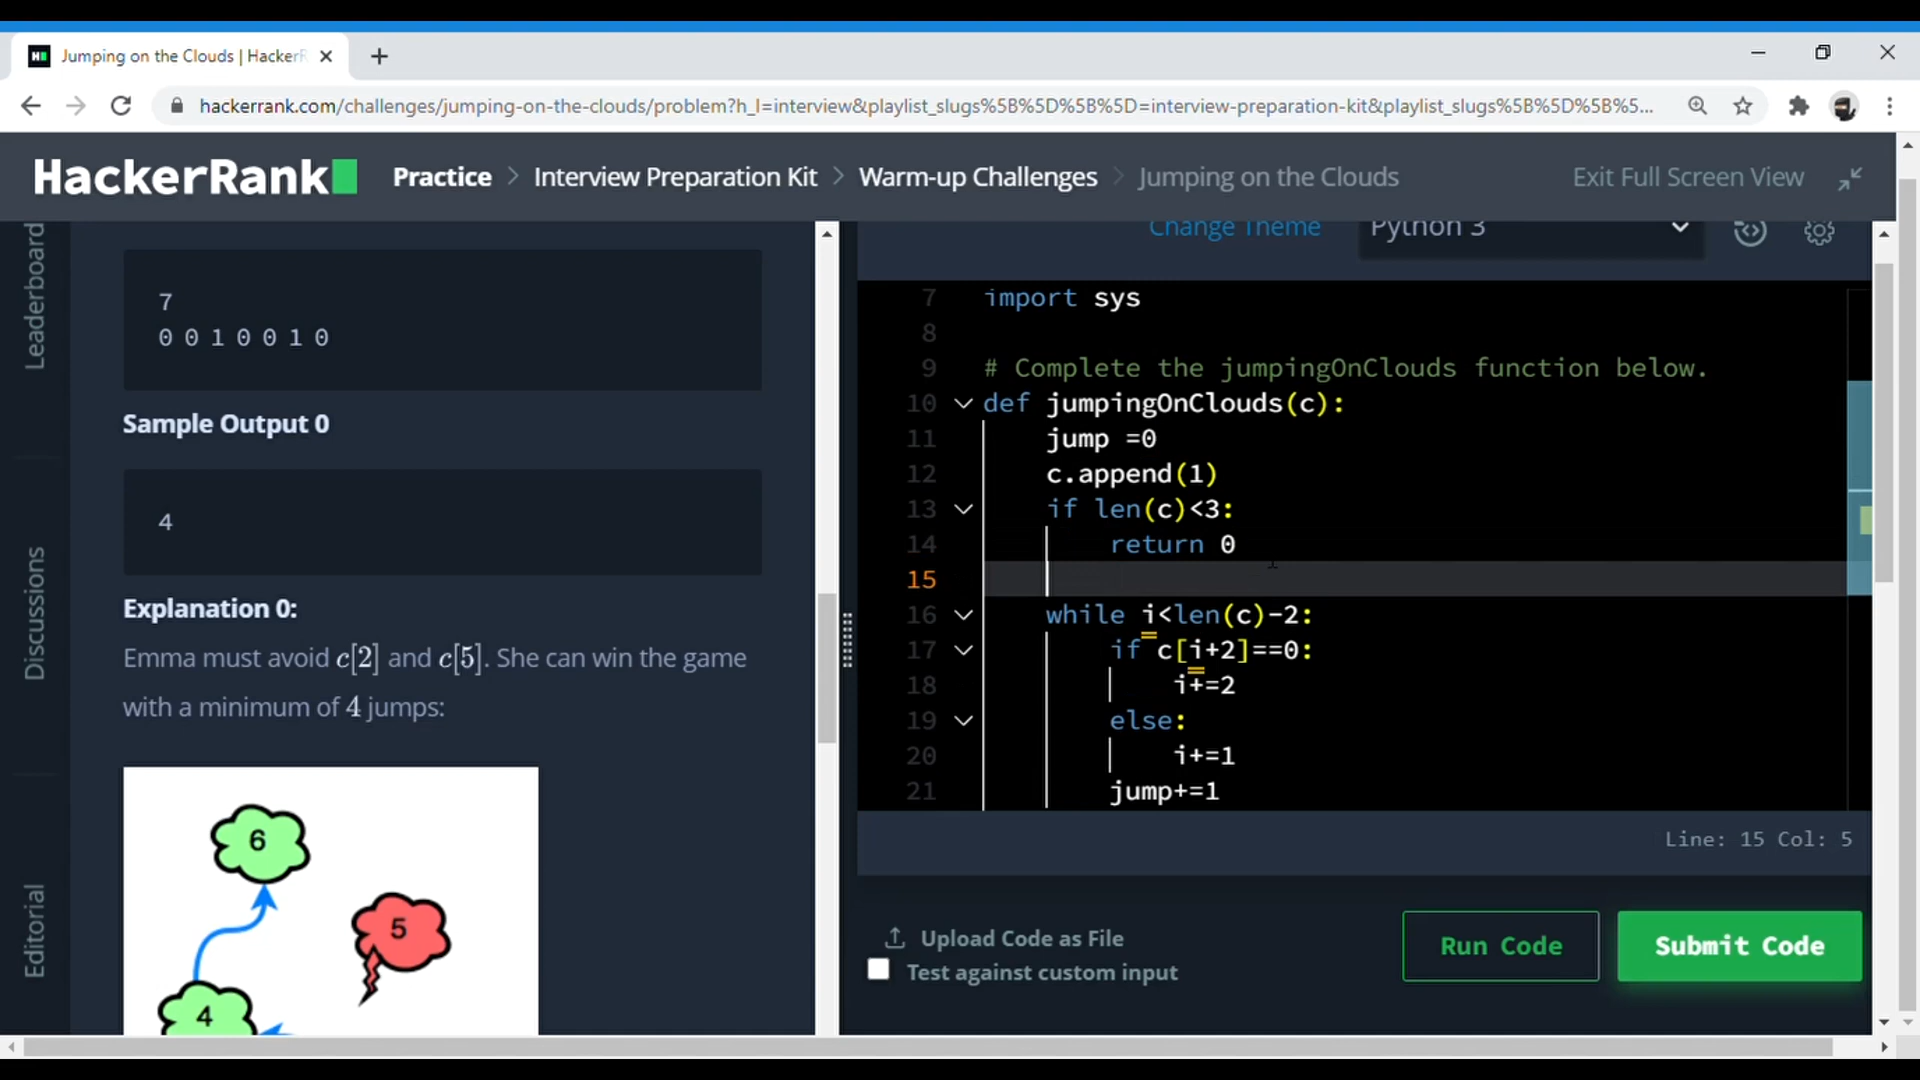 Jumping on the Clouds | HackerR
hackerrank.com/challenges/jumping-on-the-clouds/problem?h_l=interview&playlist_slugs%5B%5D%5B%5D=interview-preparation-kit&playlist_slugs%5B%5D%5B%5...
HackerRank
Practice > Interview Preparation Kit > Warm-up Challenges > Jumping on the Clouds
Exit Full Screen View
Leaderboard
Discussions
Editorial
7
0 0 1 0 0 1 0
Sample Output 0
4
Explanation 0:
Emma must avoid c[2] and c[5]. She can win the game
with a minimum of 4 jumps:
6
5
4
Change Theme
Python 3
7 import sys
8
9 # Complete the jumpingOnClouds function below.
10 def jumpingOnClouds(c):
11 jump =0
12 c.append(1)
13 if len(c)<3:
14 return 0
15
16 while i<len(c)-2:
17 if c[i+2]==0:
18 i+=2
19 else:
20 i+=1
21 jump+=1
Line: 15 Col: 5
Upload Code as File
Test against custom input
Run Code
Submit Code